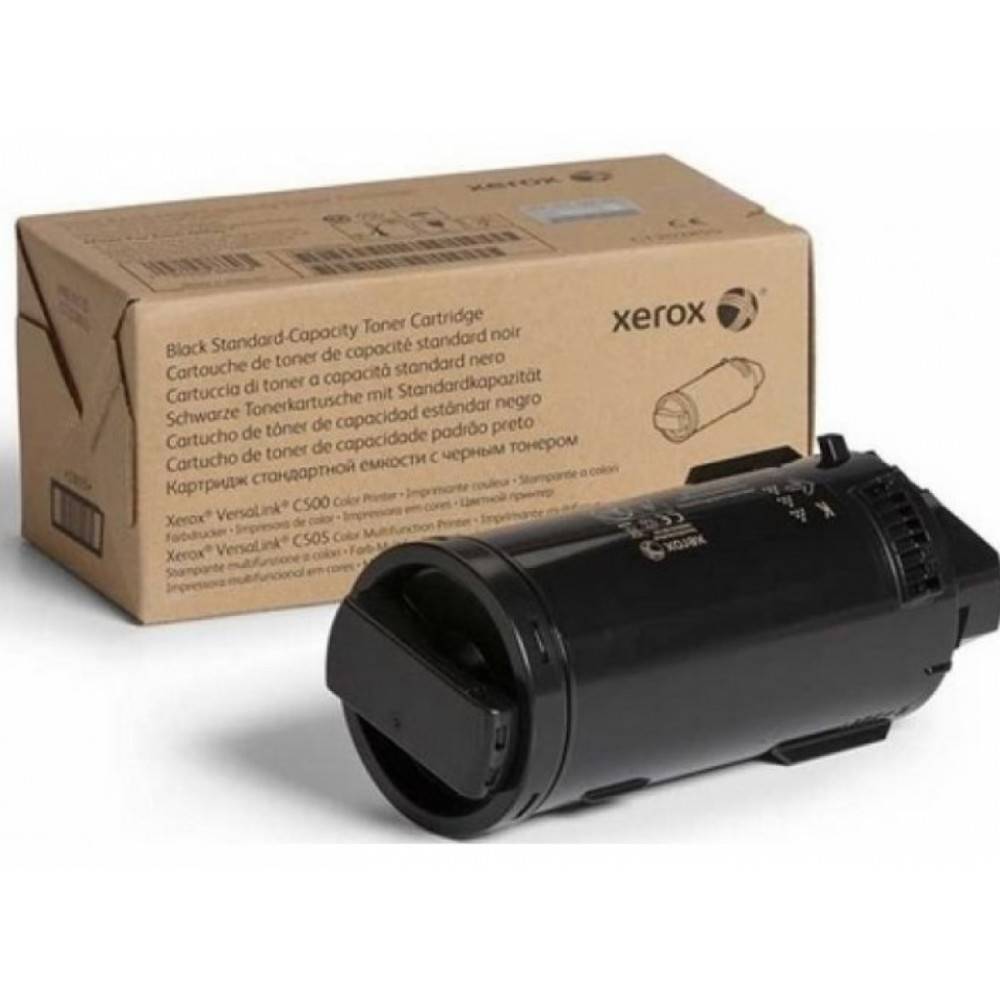 xerox
CE
xerox
Black Standard-Capacity Toner Cartridge
Cartouche de toner de capacité standard noir
Cartuccia di toner a capacità standard nero
Schwarze Tonerkartusche mit Standardkapazität
Cartucho de tóner de capacidad estándar negro
Cartucho de toner de capacidade padrão preto
Картридж стандартной емкости с черным тонером
Xerox® VersaLink® C500 Color Printer • Imprimante couleur • Stampante a colori
Farbdrucker • Impresora de color • Impressora em cores • Цветной принтер
Xerox® VersaLink® C505 Color Multifunction Printer •
Stampante multifunzione a colori • Farb-
Impressora multifuncional em cores •
xerox